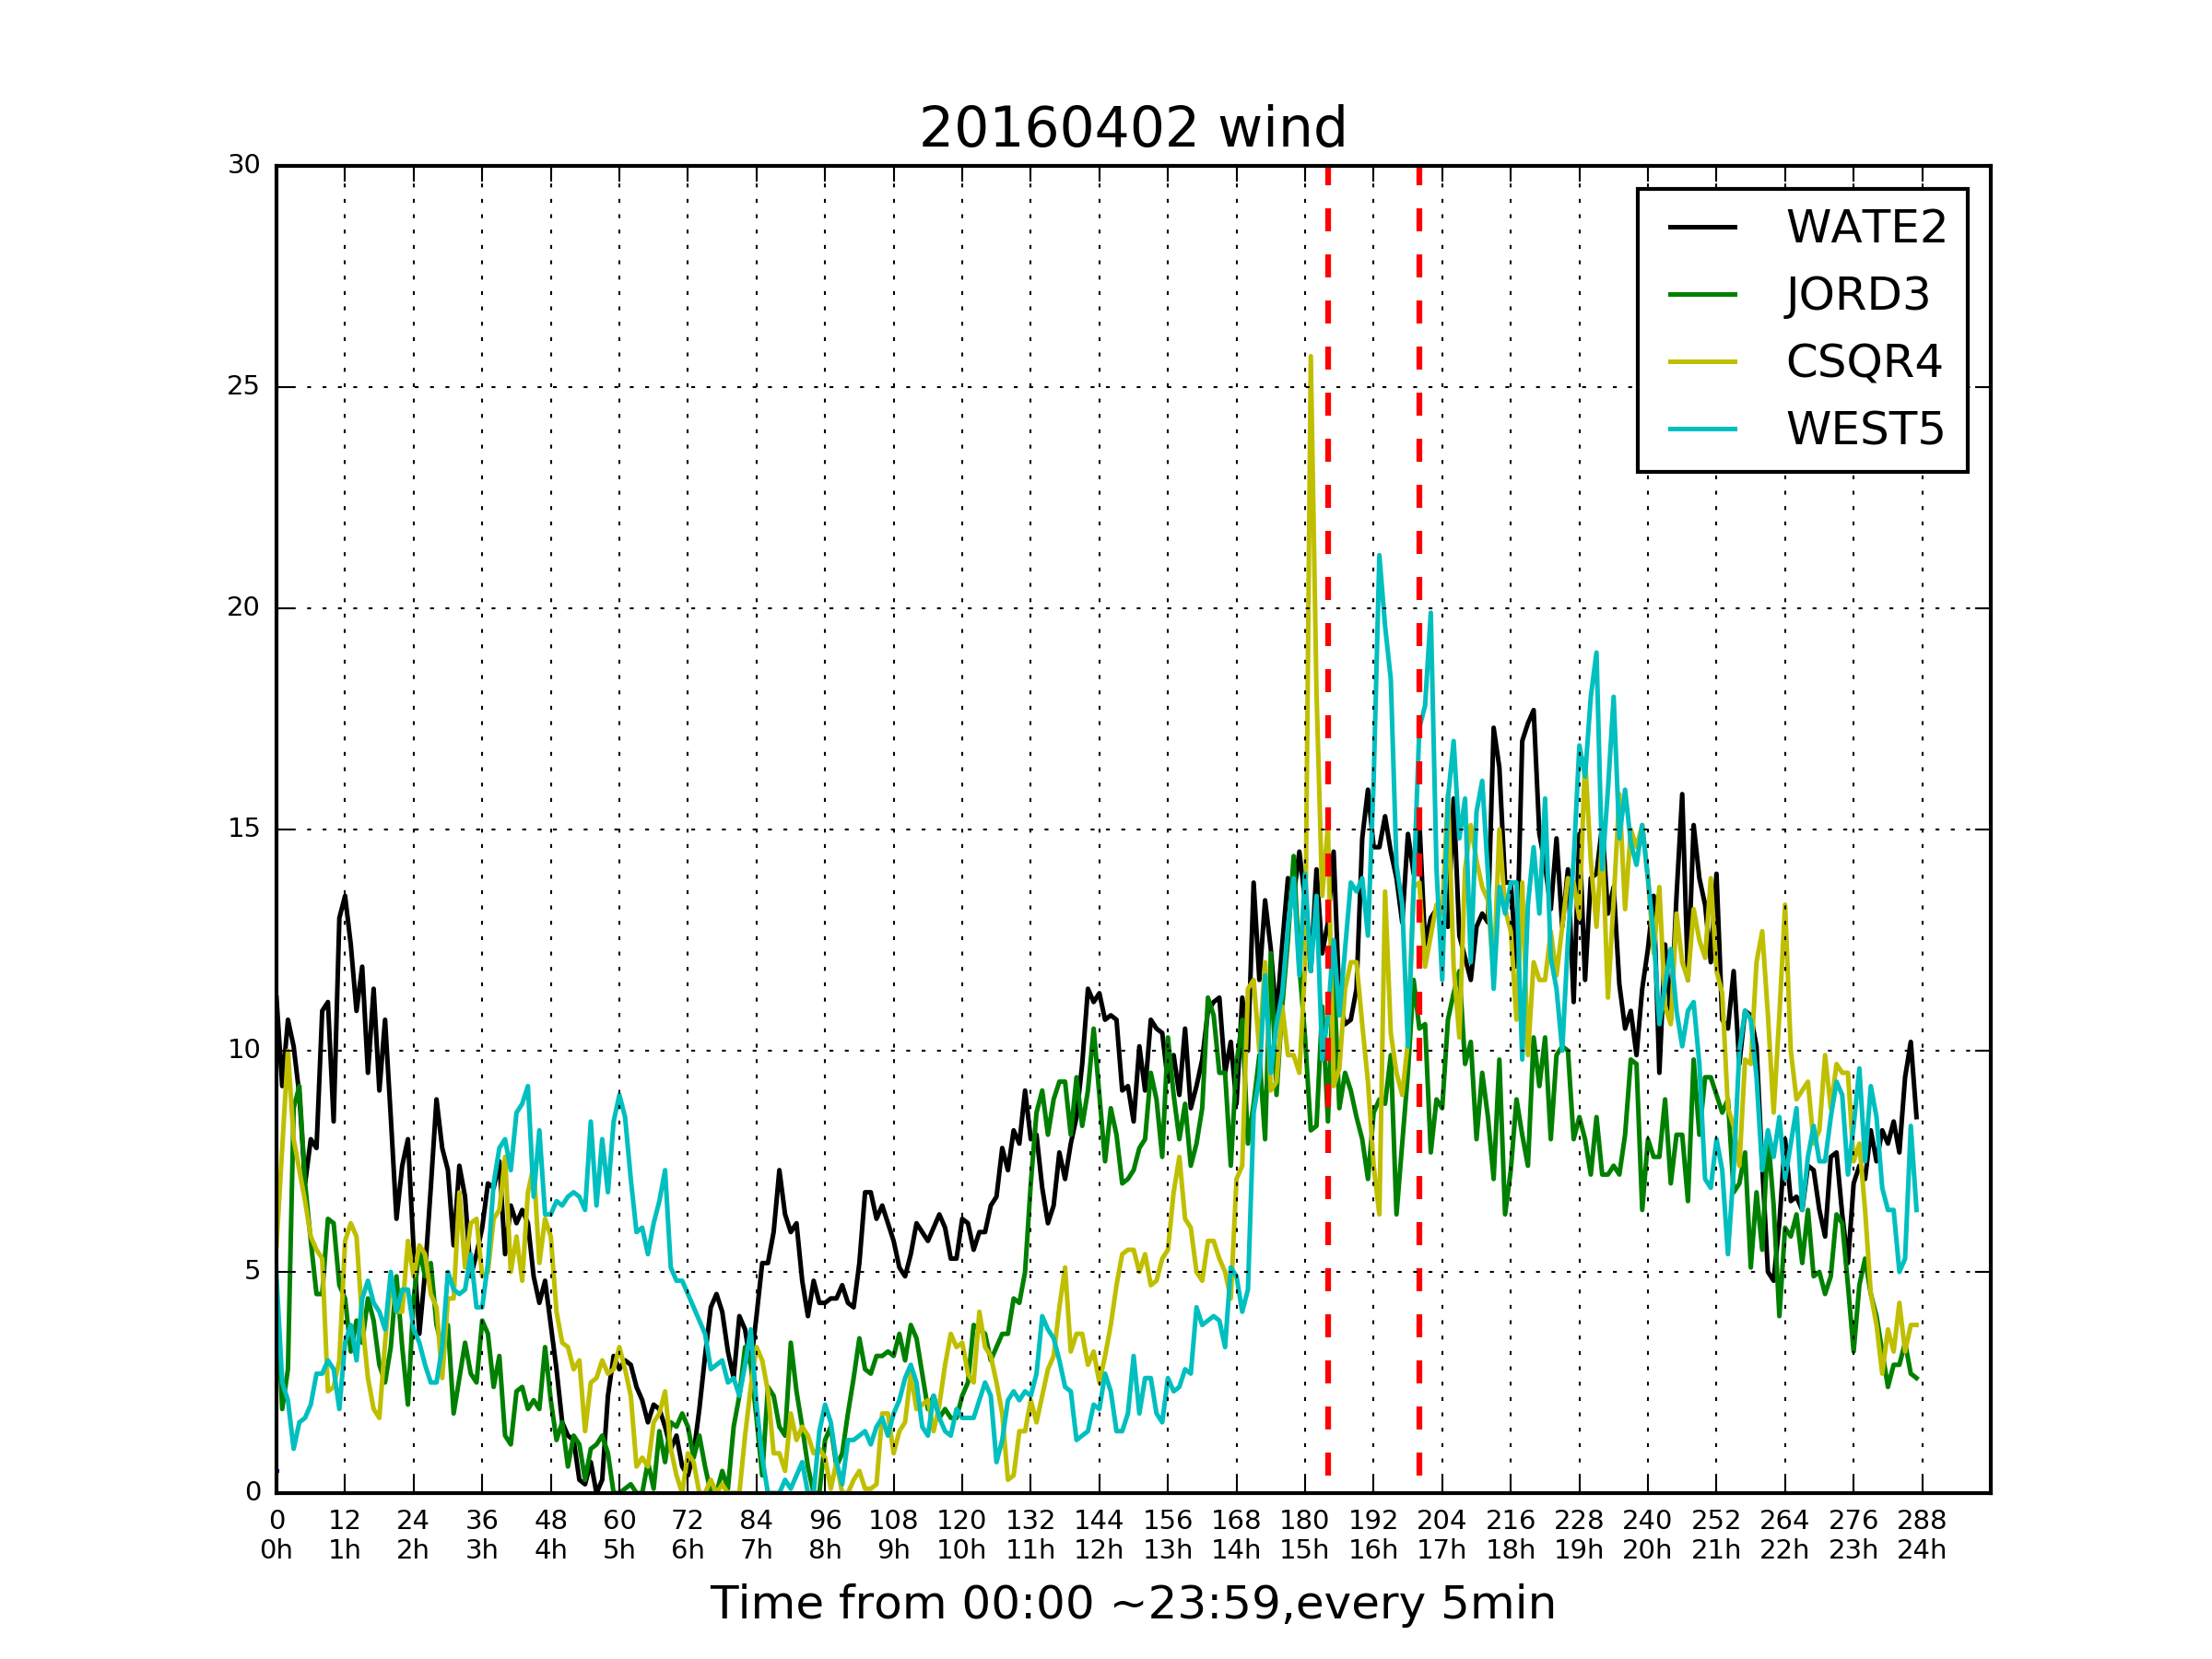 20160402 wind
30
25
20
15
10
5
0
WATE2
JORD3
CSQR4
WEST5
0 12 24 36 48 60 72 84 96 108 120 132 144 156 168 180 192 204 216 228 240 252 264 276 288
0h 1h 2h 3h 4h 5h 6h 7h 8h 9h 10h 11h 12h 13h 14h 15h 16h 17h 18h 19h 20h 21h 22h 23h 24h
Time from 00:00 ~23:59,every 5min